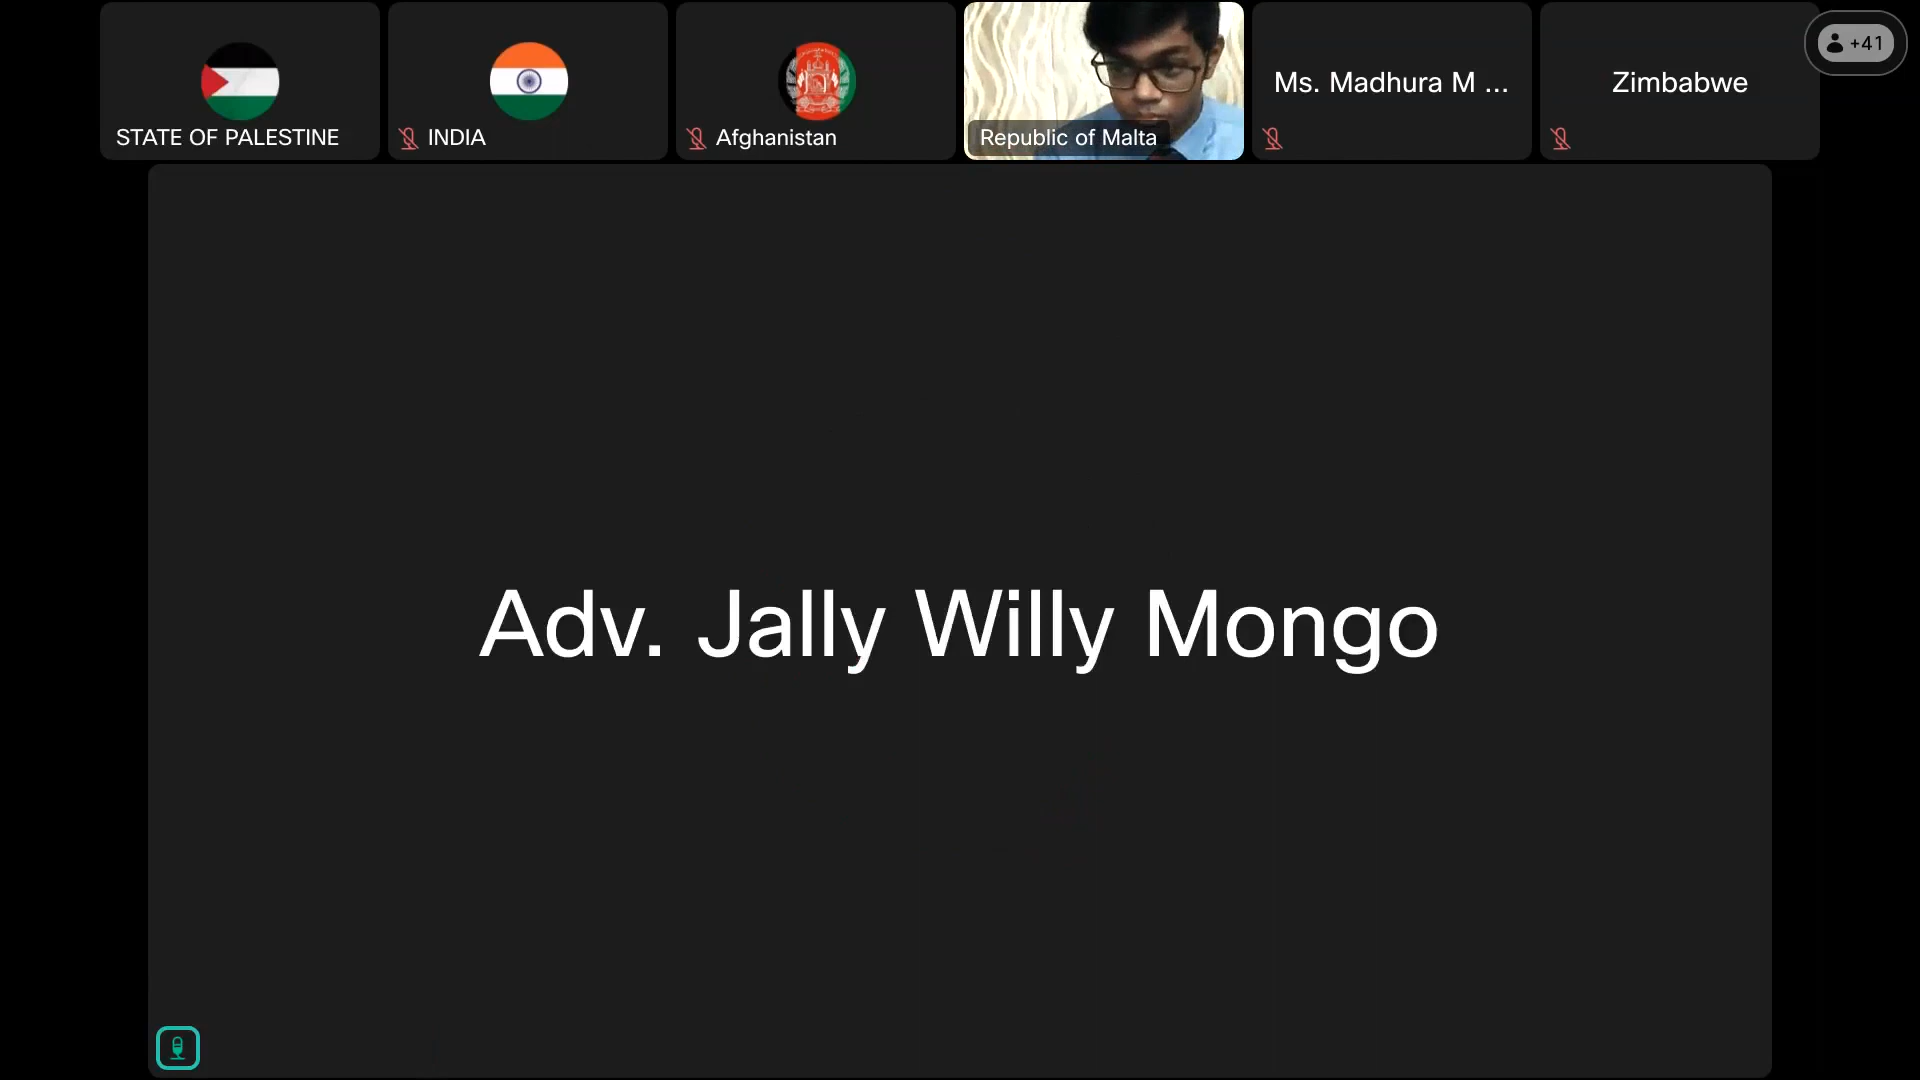 STATE OF PALESTINE
INDIA
Afghanistan
Republic of Malta
Ms. Madhura M ...
Zimbabwe
+41
Adv. Jally Willy Mongo